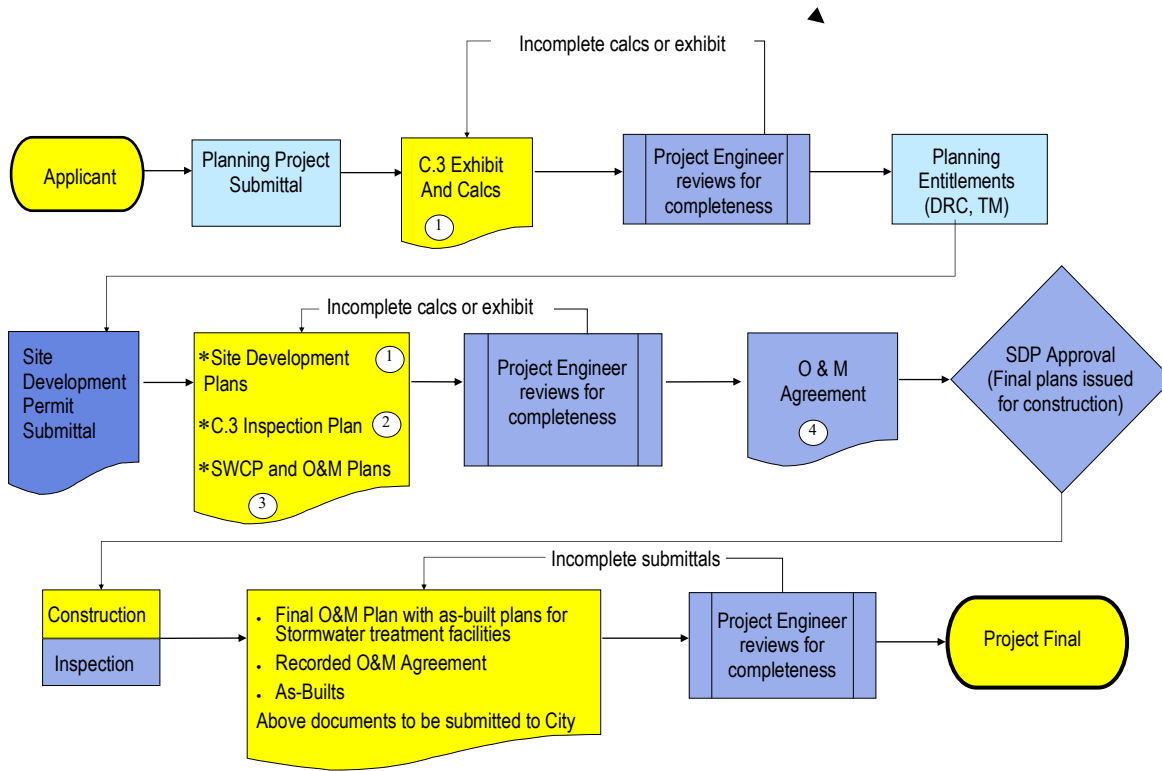 Incomplete calcs or exhibit
Applicant
Planning Project
Submittal
C.3 Exhibit
And Calcs
1
Project Engineer
reviews for
completeness
Planning
Entitlements
(DRC, TM)
Incomplete calcs or exhibit
Site
Development
Permit
Submittal
*Site Development 1
Plans
*C.3 Inspection Plan 2
*SWCP and O&M Plans
3
Project Engineer
reviews for
completeness
O & M
Agreement
4
SDP Approval
(Final plans issued
for construction)
Incomplete submittals
Construction
Inspection
• Final O&M Plan with as-built plans for
Stormwater treatment facilities
• Recorded O&M Agreement
• As-Builts
Above documents to be submitted to City
Project Engineer
reviews for
completeness
Project Final